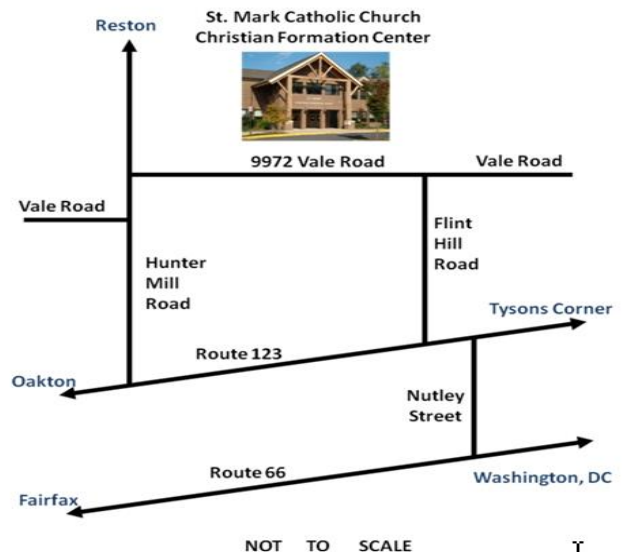 St. Mark Catholic Church
Christian Formation Center
Reston
9972 Vale Road
Vale Road
Vale Road
Flint
Hill
Road
Hunter
Mill
Road
Tysons Corner
Route 123
Oakton
Nutley
Street
Route 66
Washington, DC
Fairfax
NOT TO SCALE